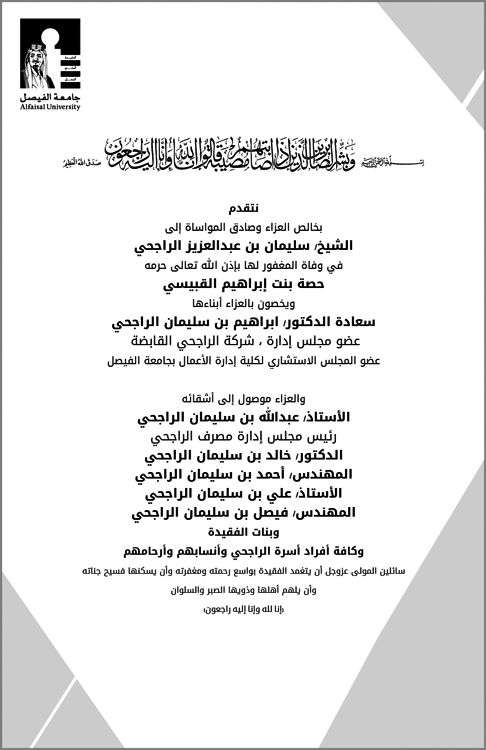 جامعة الفيصل
Alfaisal University
وبشر الصابرين الذين إذا أصابتهم مصيبة قالوا إنا لله وإنا إليه راجعون صدق الله العظيم
نتقدم
بخالص العزاء وصادق المواساة إلى
الشيخ/ سليمان بن عبدالعزيز الراجحي
في وفاة المغفور لها بإذن الله تعالى حرمه
حصة بنت إبراهيم القبيسي
ويخصون بالعزاء أبناءها
سعادة الدكتور/ ابراهيم بن سليمان الراجحي
عضو مجلس إدارة ، شركة الراجحي القابضة
عضو المجلس الاستشاري لكلية إدارة الأعمال بجامعة الفيصل
والعزاء موصول إلى أشقائه
الأستاذ/ عبدالله بن سليمان الراجحي
رئيس مجلس إدارة مصرف الراجحي
الدكتور/ خالد بن سليمان الراجحي
المهندس/ أحمد بن سليمان الراجحي
الأستاذ/ علي بن سليمان الراجحي
المهندس/ فيصل بن سليمان الراجحي
وبنات الفقيدة
وكافة أفراد أسرة الراجحي وأنسابهم وأرحامهم
سائلين المولى عزوجل أن يتغمد الفقيدة بواسع رحمته ومغفرته وأن يسكنها فسيح جناته
وأن يلهم أهلها وذويها الصبر والسلوان
(إنا لله وإنا إليه راجعون)